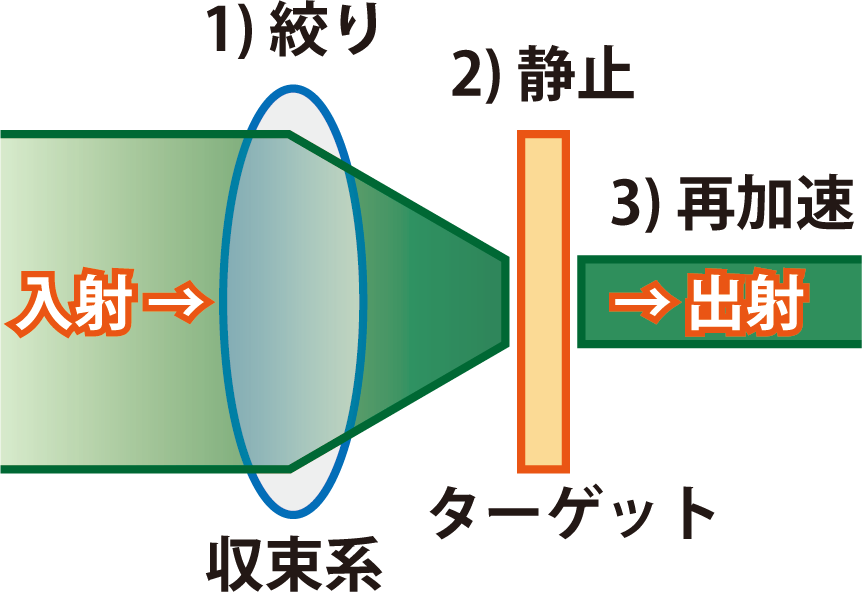 1) 絞り
2) 静止
3) 再加速
入射→
→出射
ターゲット
収束系